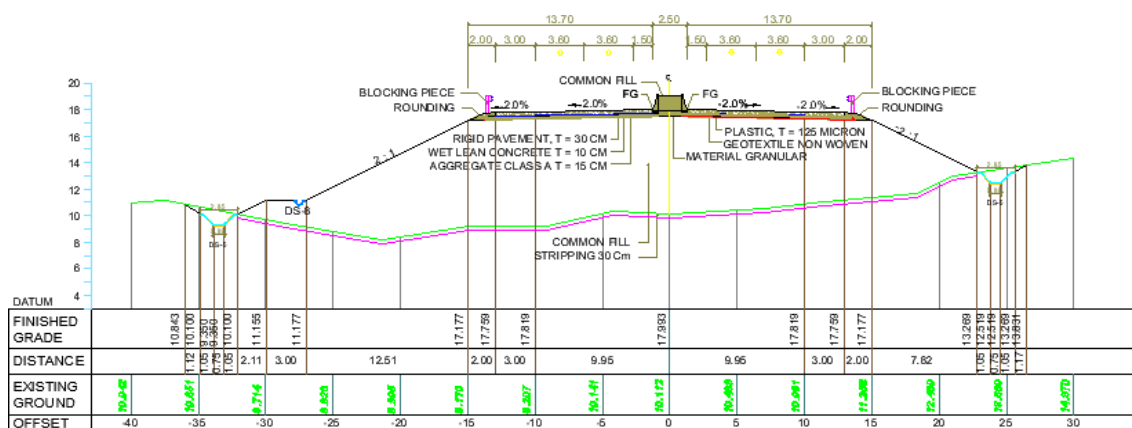 13.70 2.50 13.70
2.00 3.00 3.60 3.60 1.50 1.50 3.60 3.60 3.00 2.00
20
18
16
14
12
10
8
6
4
BLOCKING PIECE
ROUNDING
COMMON FILL
FG FG
BLOCKING PIECE
ROUNDING
2.0% 2.0% -2.0% -2.0%
2 : 1
RIGID PAVEMENT, T = 30 CM
WET LEAN CONCRETE T = 10 CM
AGGREGATE CLASS A T = 15 CM
PLASTIC, T = 125 MICRON
GEOTEXTILE NON WOVEN
MATERIAL GRANULAR
2.85
DS-8
2.85
COMMON FILL
STRIPPING 30 Cm
DATUM
FINISHED GRADE 10.843 10.100 9.350 9.350 10.100 11.155 11.177 17.177 17.759 17.819 17.993 17.819 17.759 17.177 13.269 12.519 12.519 13.269 13.831
DISTANCE 1.12 1.05 0.75 1.05 2.11 3.00 12.51 2.00 3.00 9.95 9.95 3.00 2.00 7.82 1.05 0.75 1.05 1.17
EXISTING GROUND
OFFSET -40 -35 -30 -25 -20 -15 -10 -5 0 5 10 15 20 25 30